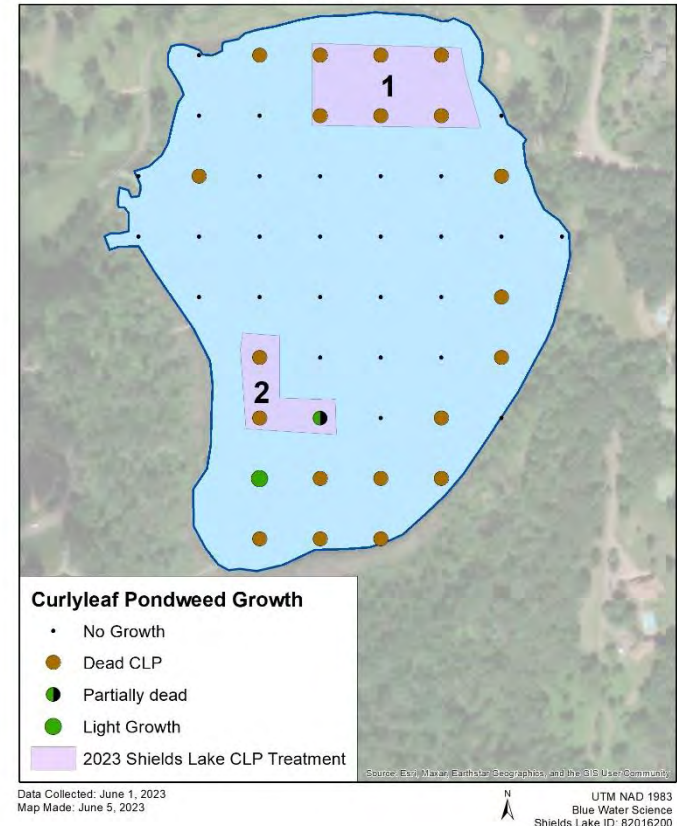 1
2
Curlyleaf Pondweed Growth
No Growth
Dead CLP
Partially dead
Light Growth
2023 Shields Lake CLP Treatment
Source: Esri, Maxar, Earthstar Geographics, and the GIS User Community
Data Collected: June 1, 2023
Map Made: June 5, 2023
N
UTM NAD 1983
Blue Water Science
Shields Lake ID: 82016200